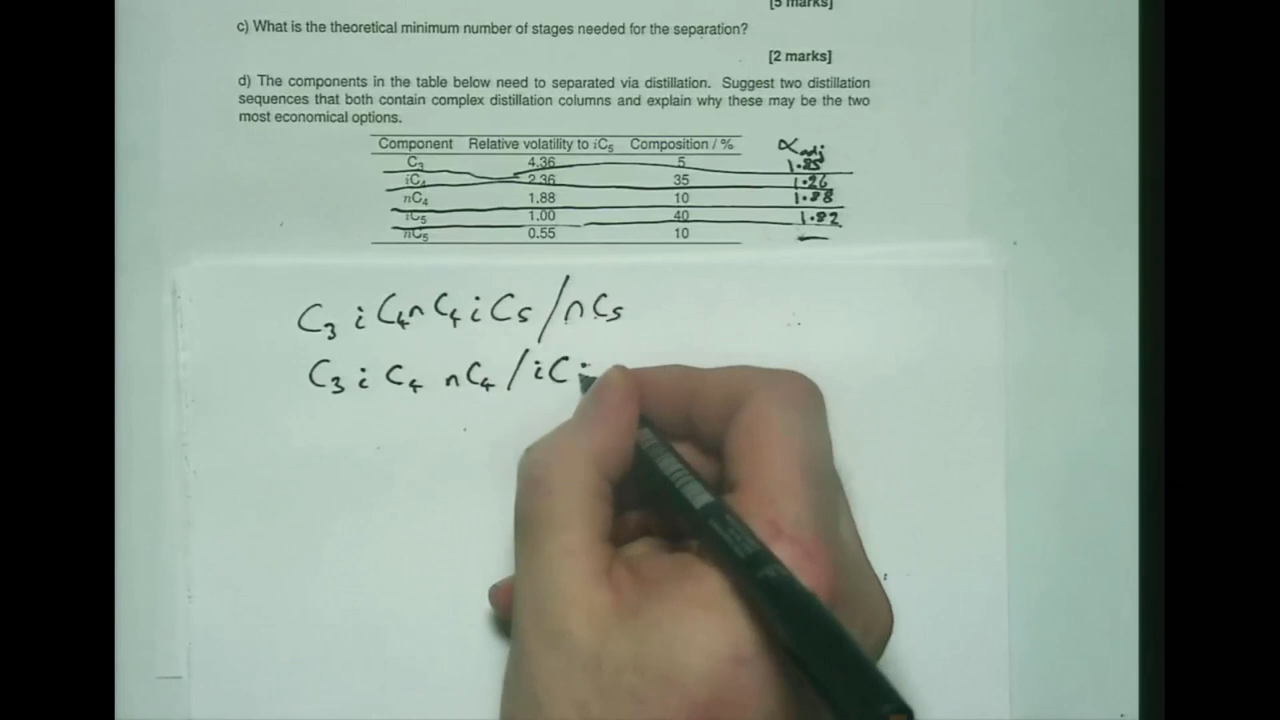 [5 marks]
c) What is the theoretical minimum number of stages needed for the separation?
[2 marks]
d) The components in the table below need to separated via distillation. Suggest two distillation
sequences that both contain complex distillation columns and explain why these may be the two
most economical options.
Component Relative volatility to iC5 Composition / % αadj
C3 4.36 5 1.85
iC4 2.36 35 1.26
nC4 1.88 10 1.88
iC5 1.00 40 1.82
nC5 0.55 10 —
C3 iC4 nC4 iC5 / nC5
C3 iC4 nC4 / iC